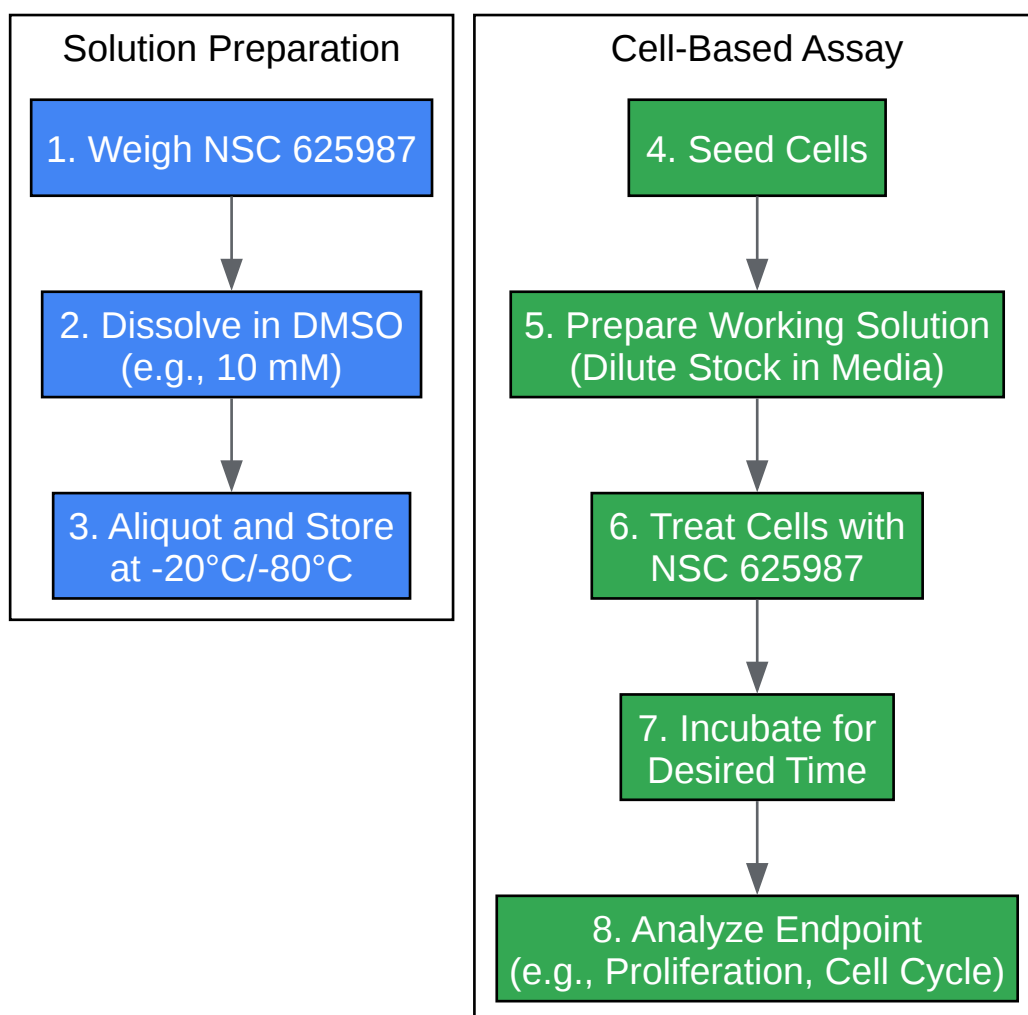 Solution Preparation
1. Weigh NSC 625987
2. Dissolve in DMSO
(e.g., 10 mM)
3. Aliquot and Store
at -20°C/-80°C
Cell-Based Assay
4. Seed Cells
5. Prepare Working Solution
(Dilute Stock in Media)
6. Treat Cells with
NSC 625987
7. Incubate for
Desired Time
8. Analyze Endpoint
(e.g., Proliferation, Cell Cycle)